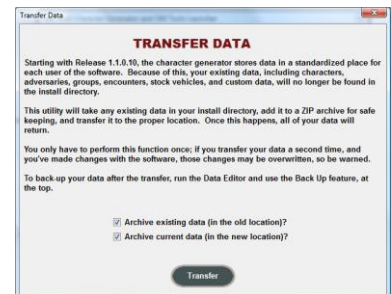 Transfer Data
TRANSFER DATA
Starting with Release 1.1.0.10, the character generator stores data in a standardized place for
each user of the software. Because of this, your existing data, including characters,
adversaries, groups, encounters, stock vehicles, and custom data, will no longer be found in
the install directory.
This utility will take any existing data in your install directory, add it to a ZIP archive for safe
keeping, and transfer it to the proper location. Once this happens, all of your data will
return.
You only have to perform this function once; if you transfer your data a second time, and
you've made changes with the software, those changes may be overwritten, so be warned.
To back-up your data after the transfer, run the Data Editor and use the Back Up feature, at
the top.
Archive existing data (in the old location)?
Archive current data (in the new location)?
Transfer